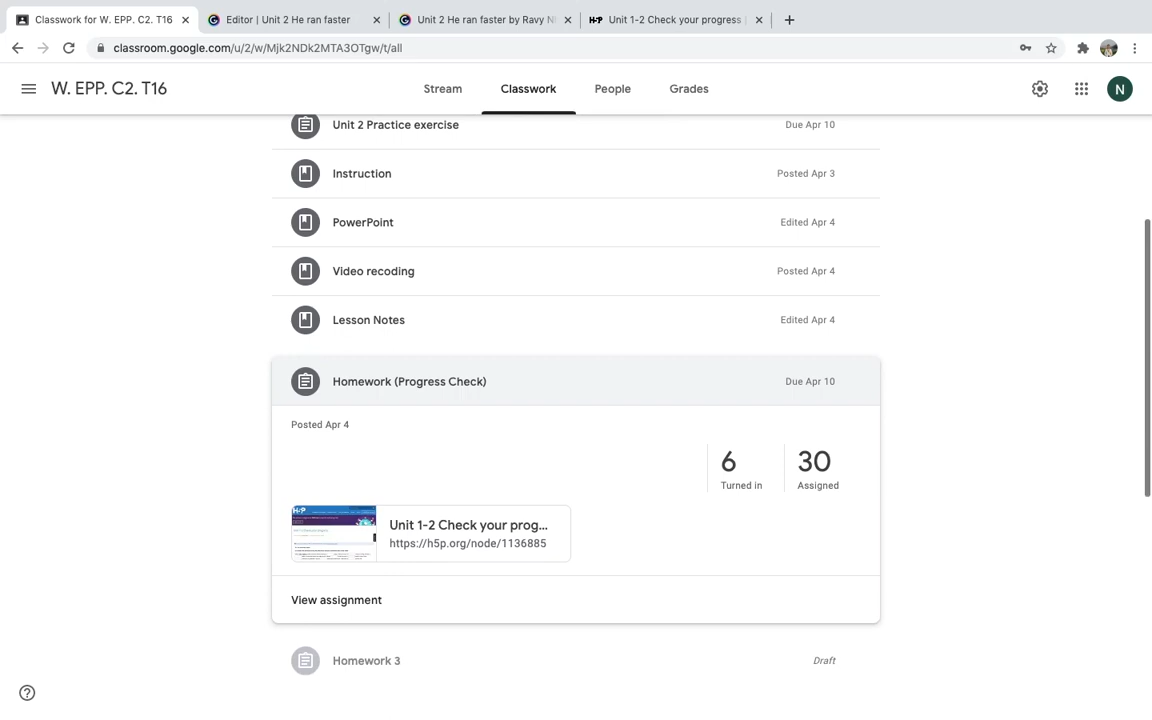 Classwork for W. EPP. C2. T16
Editor | Unit 2 He ran faster
Unit 2 He ran faster by Ravy N
H-P Unit 1-2 Check your progress |
classroom.google.com/u/2/w/Mjk2NDk2MTA3OTgw/t/all
W. EPP. C2. T16
Stream
Classwork
People
Grades
N
Unit 2 Practice exercise
Due Apr 10
Instruction
Posted Apr 3
PowerPoint
Edited Apr 4
Video recoding
Posted Apr 4
Lesson Notes
Edited Apr 4
Homework (Progress Check)
Due Apr 10
Posted Apr 4
6
Turned in
30
Assigned
H-P
Unit 1-2 Check your prog...
https://h5p.org/node/1136885
View assignment
Homework 3
Draft